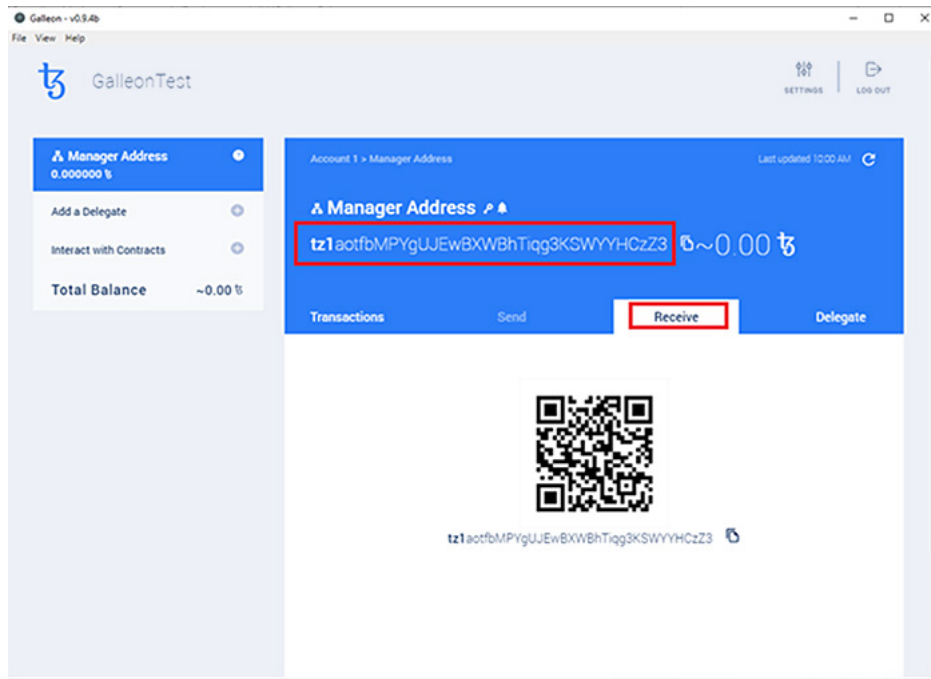 Galleon - v0.9.4b
File View Help
GalleonTest
SETTINGS
LOG OUT
Manager Address
0.000000 ꜩ
Add a Delegate
Interact with Contracts
Total Balance ~0.00 ꜩ
Account 1 > Manager Address
Last updated 10:00 AM
Manager Address
tz1aotfbMPYgUJEwBXWBhTiqg3KSWYYHCzZ3 ~0.00 ꜩ
Transactions Send Receive Delegate
tz1aotfbMPYgUJEwBXWBhTiqg3KSWYYHCzZ3